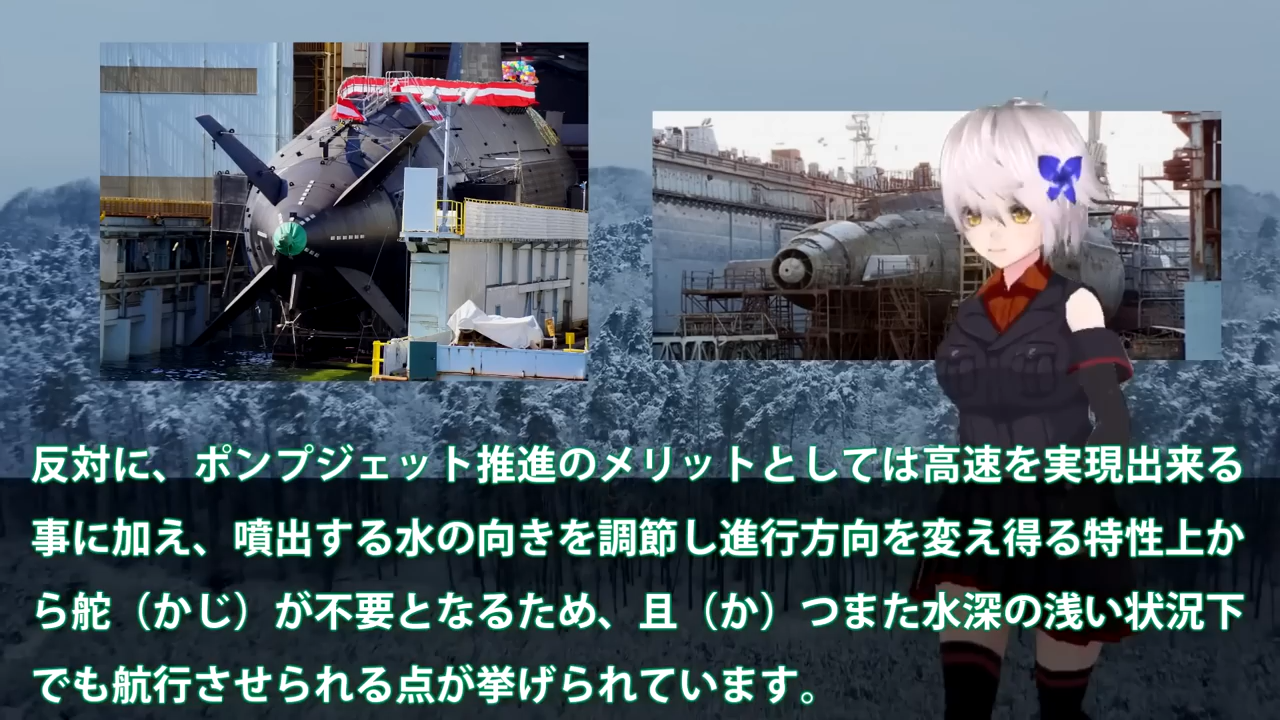 反対に、ポンプジェット推進のメリットとしては高速を実現出来る
事に加え、噴出する水の向きを調節し進行方向を変え得る特性上か
ら舵（かじ）が不要となるため、且（か）つまた水深の浅い状況下
でも航行させられる点が挙げられています。